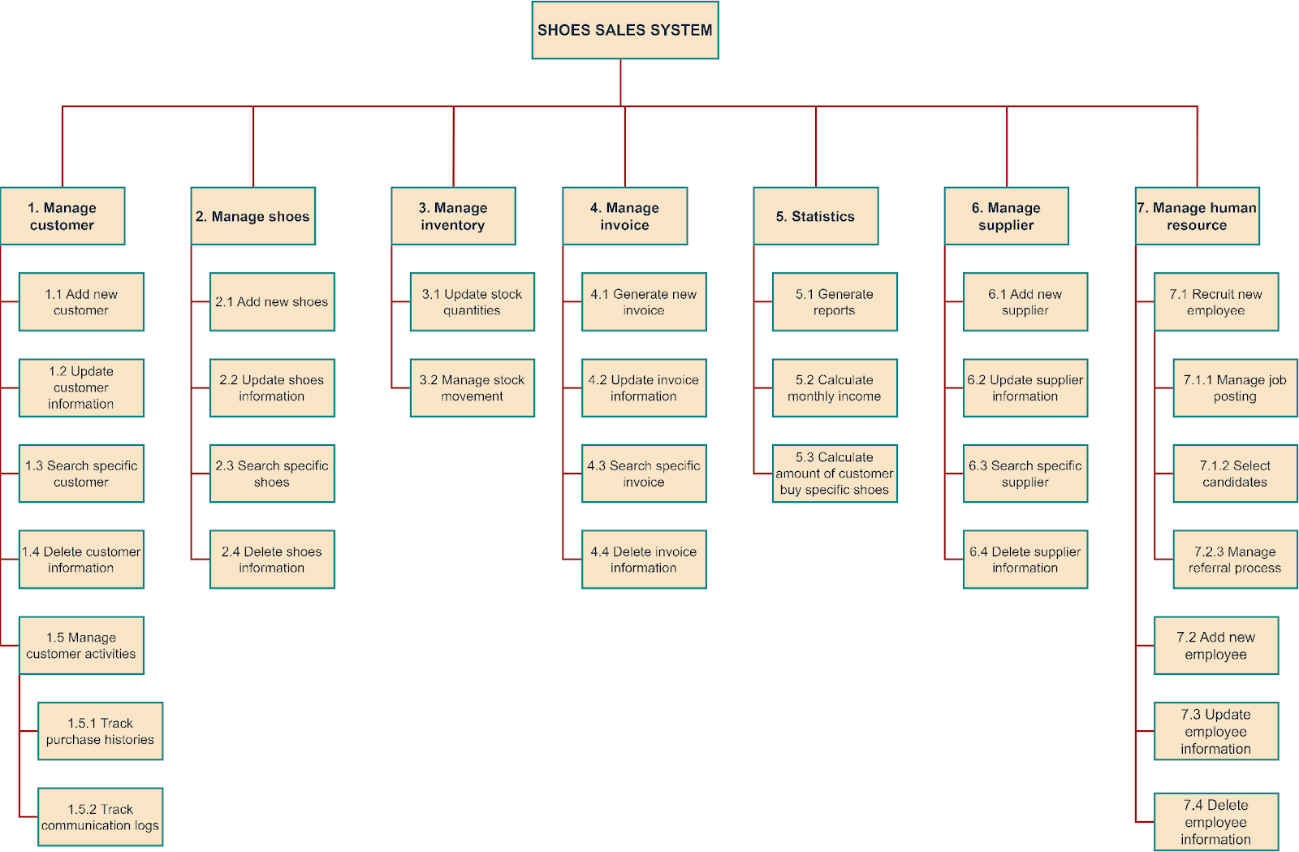 SHOES SALES SYSTEM
1. Manage
customer
1.1 Add new
customer
1.2 Update
customer
information
1.3 Search specific
customer
1.4 Delete customer
information
1.5 Manage
customer activities
1.5.1 Track
purchase histories
1.5.2 Track
communication logs
2. Manage shoes
2.1 Add new shoes
2.2 Update shoes
information
2.3 Search specific
shoes
2.4 Delete shoes
information
3. Manage
inventory
3.1 Update stock
quantities
3.2 Manage stock
movement
4. Manage
invoice
4.1 Generate new
invoice
4.2 Update invoice
information
4.3 Search specific
invoice
4.4 Delete invoice
information
5. Statistics
5.1 Generate
reports
5.2 Calculate
monthly income
5.3 Calculate
amount of customer
buy specific shoes
6. Manage
supplier
6.1 Add new
supplier
6.2 Update supplier
information
6.3 Search specific
supplier
6.4 Delete supplier
information
7. Manage human
resource
7.1 Recruit new
employee
7.1.1 Manage job
posting
7.1.2 Select
candidates
7.2.3 Manage
referral process
7.2 Add new
employee
7.3 Update
employee
information
7.4 Delete
employee
information